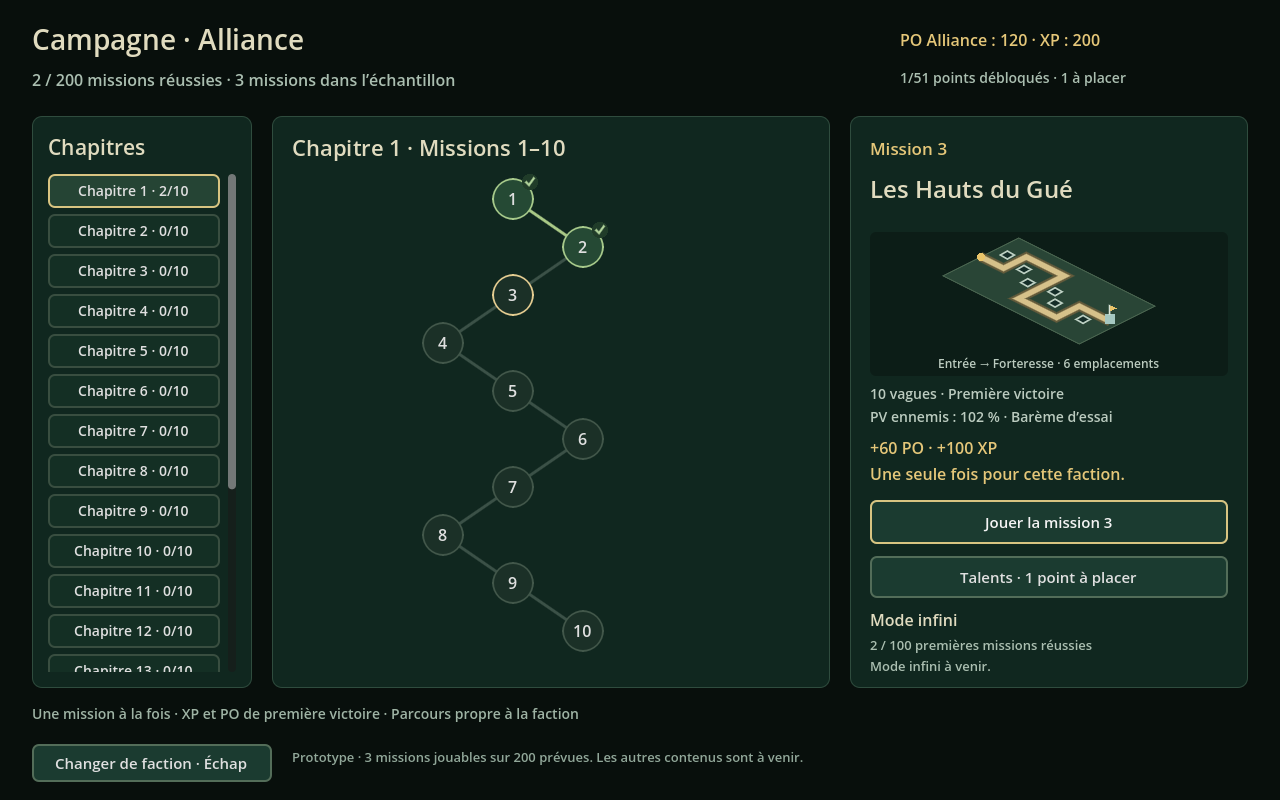 Campagne · Alliance
2 / 200 missions réussies · 3 missions dans l’échantillon
PO Alliance : 120 · XP : 200
1/51 points débloqués · 1 à placer
Chapitres
Chapitre 1 · 2/10
Chapitre 2 · 0/10
Chapitre 3 · 0/10
Chapitre 4 · 0/10
Chapitre 5 · 0/10
Chapitre 6 · 0/10
Chapitre 7 · 0/10
Chapitre 8 · 0/10
Chapitre 9 · 0/10
Chapitre 10 · 0/10
Chapitre 11 · 0/10
Chapitre 12 · 0/10
Chapitre 13 · 0/10
Chapitre 1 · Missions 1–10
1
2
3
4
5
6
7
8
9
10
Mission 3
Les Hauts du Gué
Entrée → Forteresse · 6 emplacements
10 vagues · Première victoire
PV ennemis : 102 % · Barème d’essai
+60 PO · +100 XP
Une seule fois pour cette faction.
Jouer la mission 3
Talents · 1 point à placer
Mode infini
2 / 100 premières missions réussies
Mode infini à venir.
Une mission à la fois · XP et PO de première victoire · Parcours propre à la faction
Changer de faction · Échap
Prototype · 3 missions jouables sur 200 prévues. Les autres contenus sont à venir.